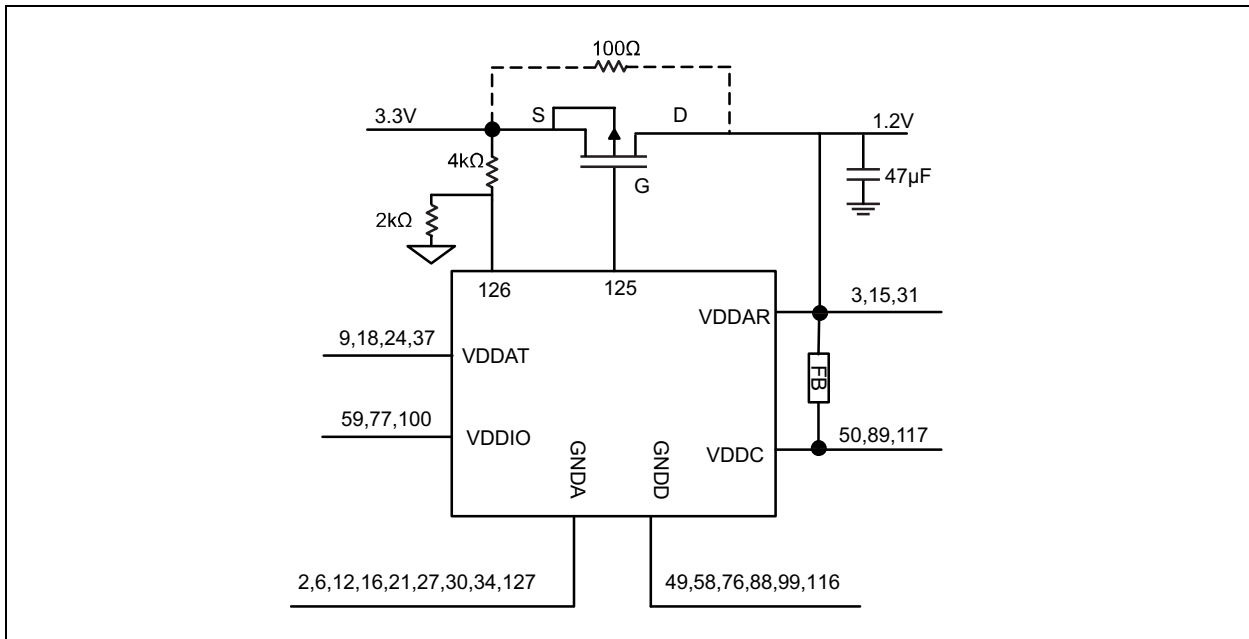 100Ω
3.3V
S
D
1.2V
4kΩ
G
47µF
2kΩ
126
125
VDDAR
3,15,31
9,18,24,37
VDDAT
FB
59,77,100
VDDIO
GNDA
GNDD
VDDC
50,89,117
2,6,12,16,21,27,30,34,127
49,58,76,88,99,116